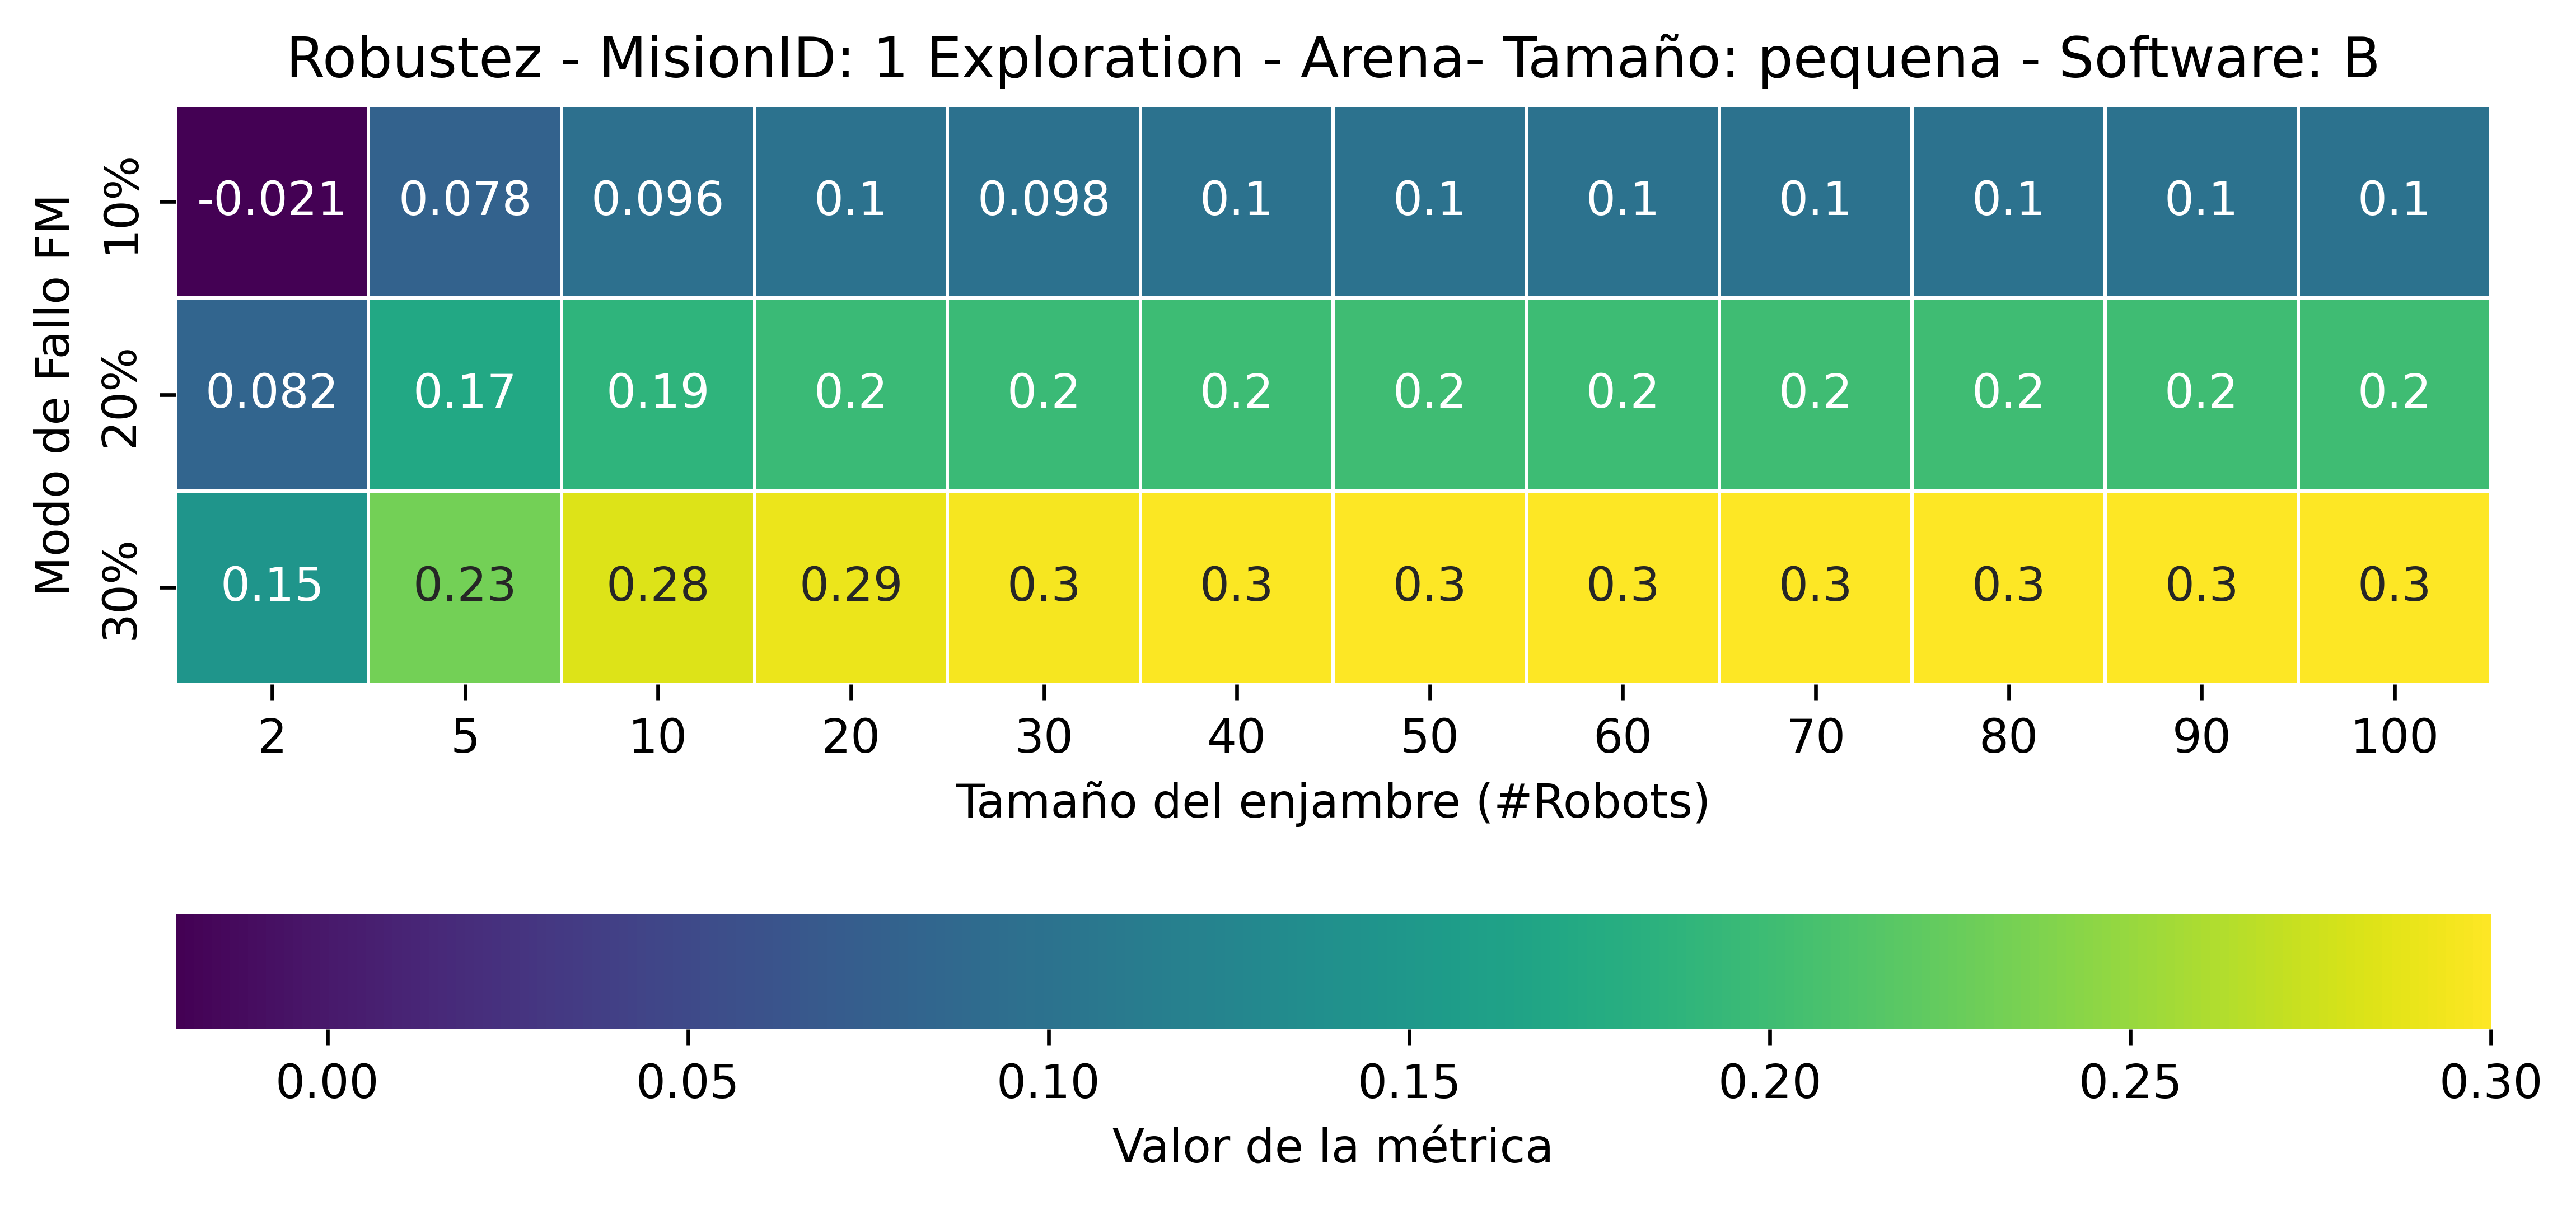 Robustez - MisionID: 1 Exploration - Arena- Tamaño: pequena - Software: B
Modo de Fallo FM
10%
-0.021 0.078 0.096 0.1 0.098 0.1 0.1 0.1 0.1 0.1 0.1 0.1
20%
0.082 0.17 0.19 0.2 0.2 0.2 0.2 0.2 0.2 0.2 0.2 0.2
30%
0.15 0.23 0.28 0.29 0.3 0.3 0.3 0.3 0.3 0.3 0.3 0.3
2 5 10 20 30 40 50 60 70 80 90 100
Tamaño del enjambre (#Robots)
0.00 0.05 0.10 0.15 0.20 0.25 0.30
Valor de la métrica